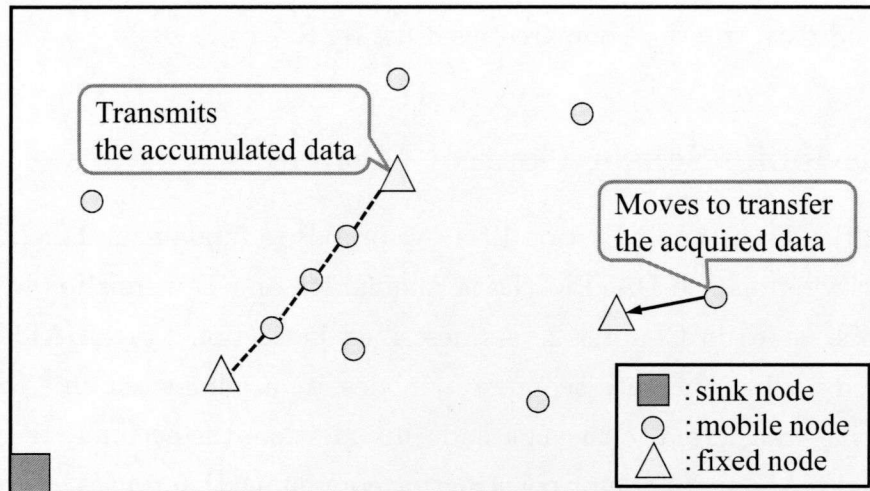 Transmits
the accumulated data
Moves to transfer
the acquired data
: sink node
: mobile node
: fixed node